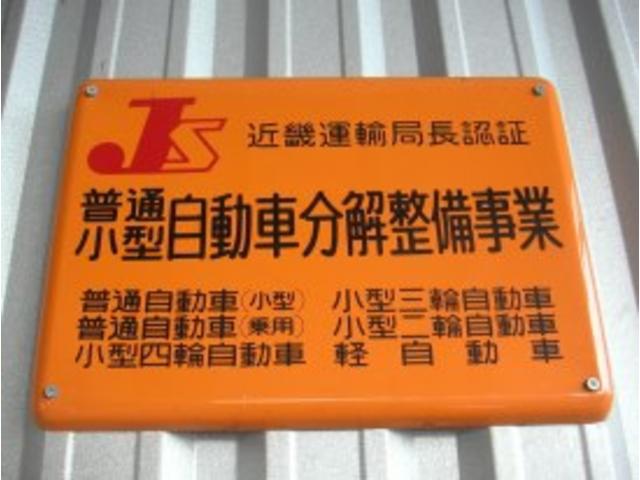 JS 近畿運輸局長認証
普通小型自動車分解整備事業
普通自動車(小型) 小型三輪自動車
普通自動車(乗用) 小型二輪自動車
小型四輪自動車 軽自動車